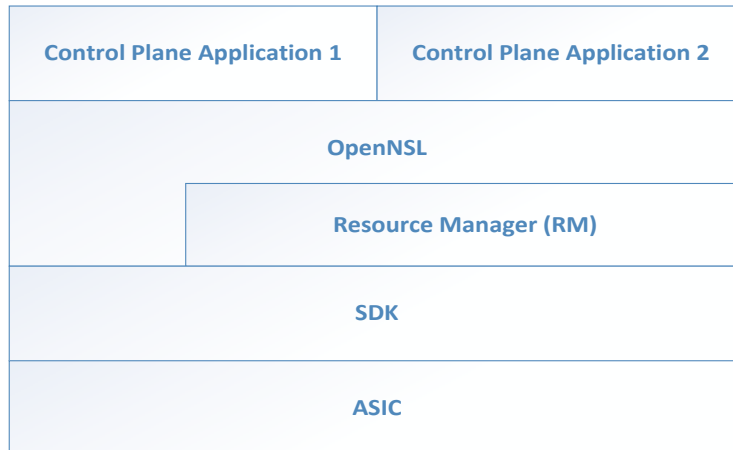 Control Plane Application 1
Control Plane Application 2
OpenNSL
Resource Manager (RM)
SDK
ASIC